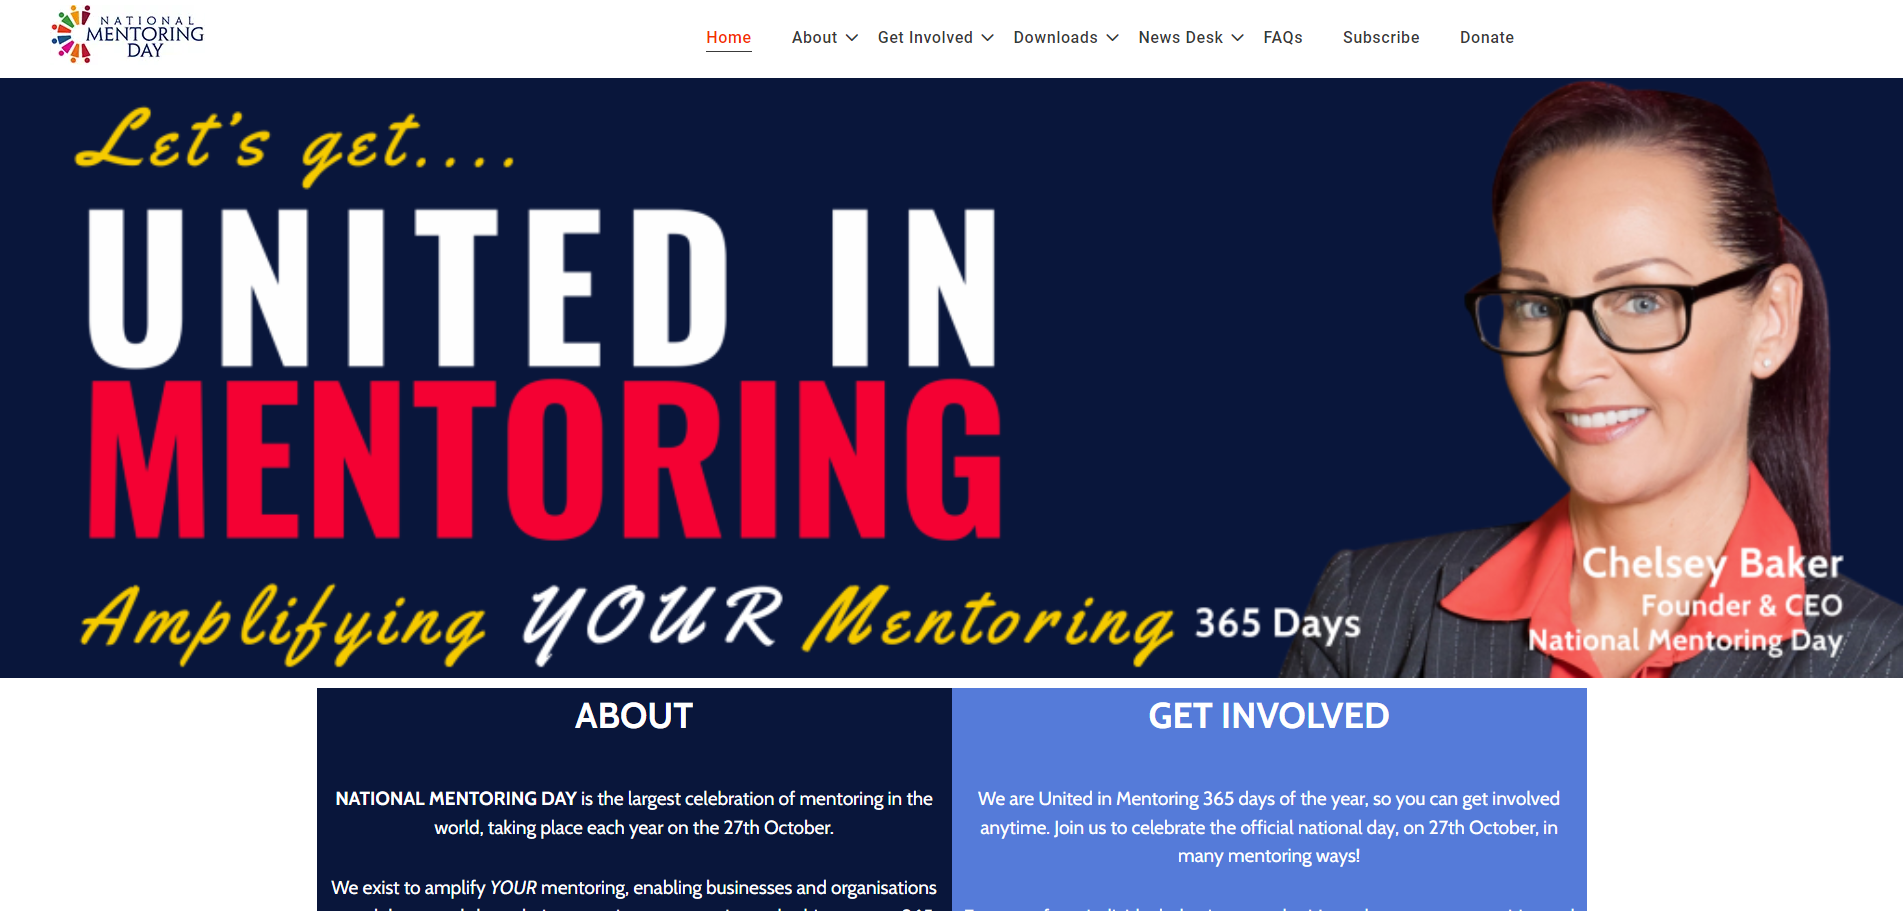 NATIONAL
MENTORING
DAY
Home About Get Involved Downloads News Desk FAQs Subscribe Donate
Let's get....
UNITED IN
MENTORING
Amplifying YOUR Mentoring 365 Days
Chelsey Baker
Founder & CEO
National Mentoring Day
ABOUT
NATIONAL MENTORING DAY is the largest celebration of mentoring in the
world, taking place each year on the 27th October.
We exist to amplify YOUR mentoring, enabling businesses and organisations
GET INVOLVED
We are United in Mentoring 365 days of the year, so you can get involved
anytime. Join us to celebrate the official national day, on 27th October, in
many mentoring ways!